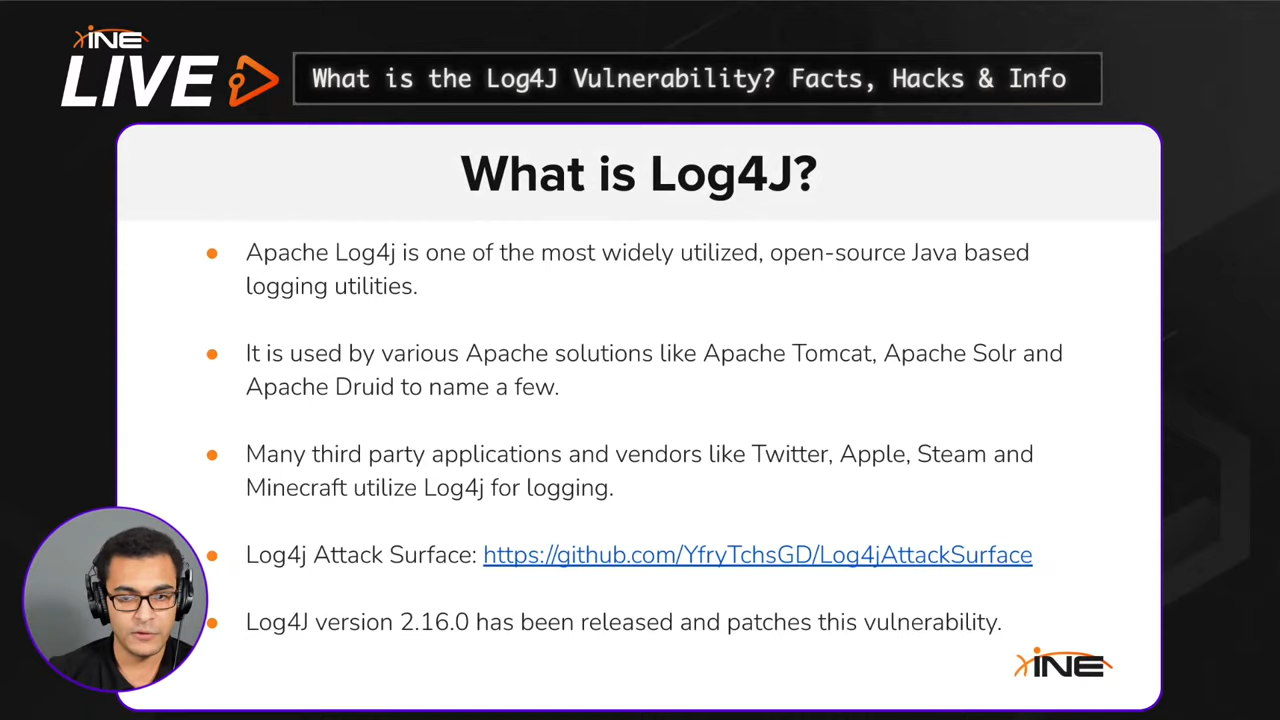 INE
LIVE
What is the Log4J Vulnerability? Facts, Hacks & Info
What is Log4J?
● Apache Log4j is one of the most widely utilized, open-source Java based
logging utilities.
● It is used by various Apache solutions like Apache Tomcat, Apache Solr and
Apache Druid to name a few.
● Many third party applications and vendors like Twitter, Apple, Steam and
Minecraft utilize Log4j for logging.
● Log4j Attack Surface: https://github.com/YfryTchsGD/Log4jAttackSurface
● Log4J version 2.16.0 has been released and patches this vulnerability.
INE